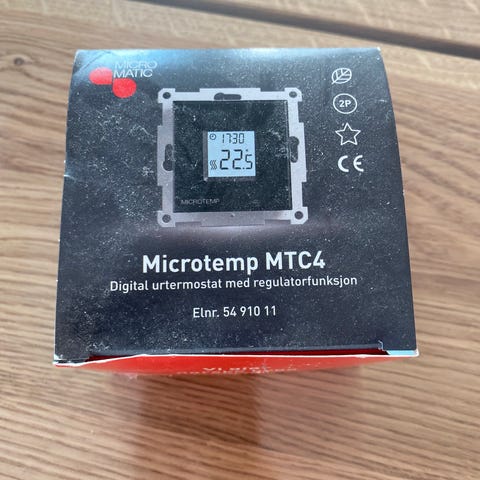 MICRO
MATIC
2P
17:30
22.5
MICROTEMP
CE
Microtemp MTC4
Digital urtermostat med regulatorfunksjon
Elnr. 54 910 11